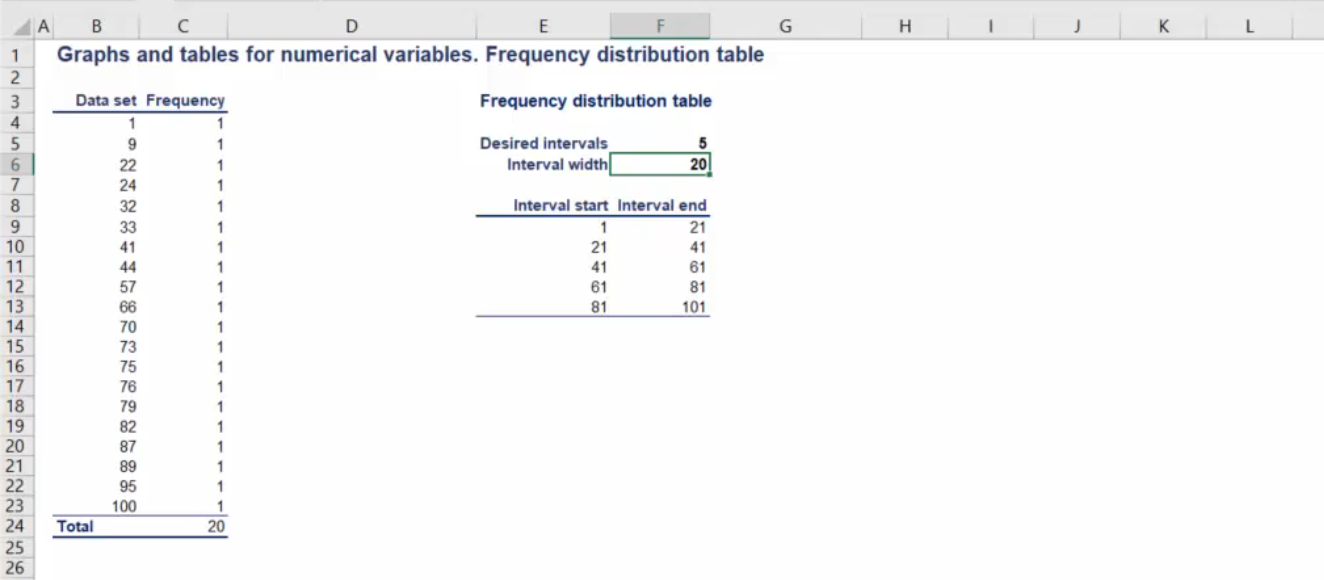 A B C D E F G H I J K L
1 Graphs and tables for numerical variables. Frequency distribution table
2
3 Data set Frequency Frequency distribution table
4 1 1
5 9 1 Desired intervals 5
6 22 1 Interval width 20
7 24 1
8 32 1 Interval start Interval end
9 33 1 1 21
10 41 1 21 41
11 44 1 41 61
12 57 1 61 81
13 66 1 81 101
14 70 1
15 73 1
16 75 1
17 76 1
18 79 1
19 82 1
20 87 1
21 89 1
22 95 1
23 100 1
24 Total 20
25
26